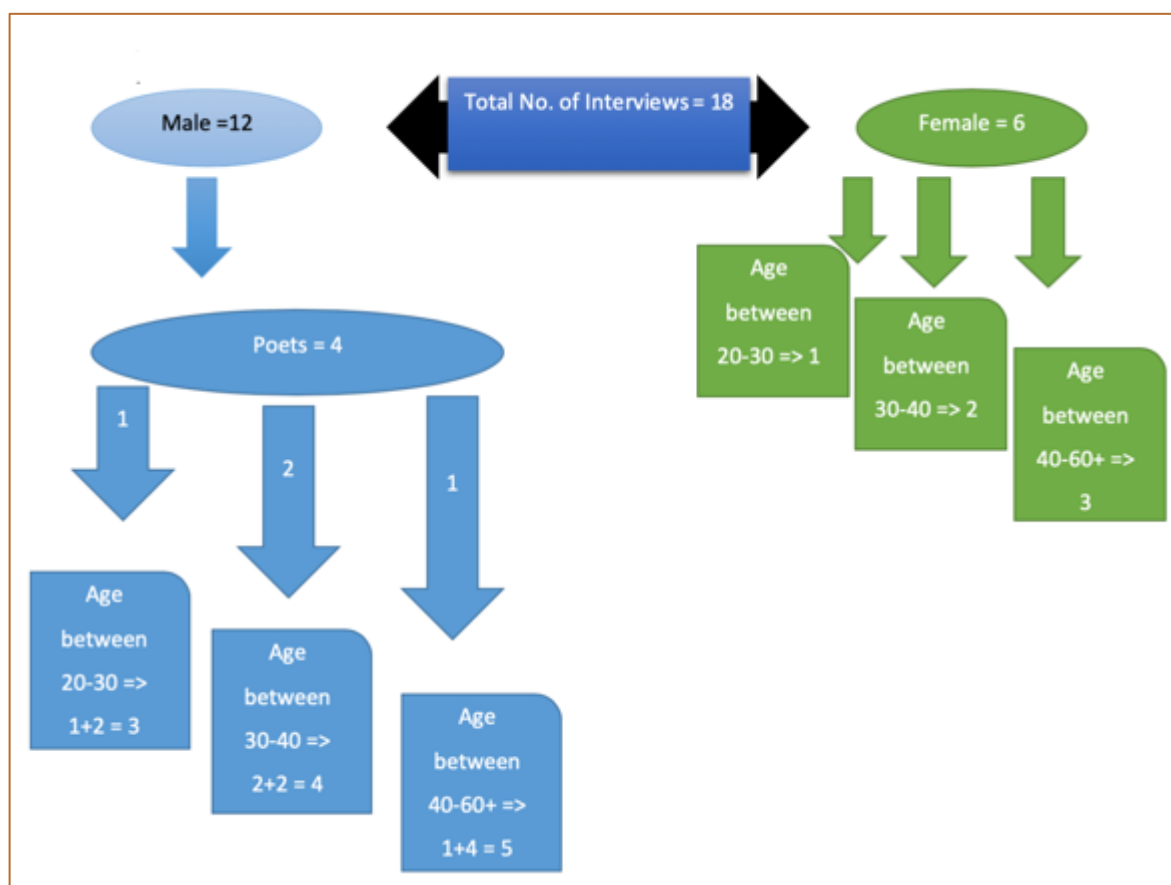 Total No. of Interviews = 18
Male =12
Female = 6
Age
between
20-30 => 1
Age
between
30-40 => 2
Age
between
40-60+ =>
3
Poets = 4
1
2
1
Age
between
20-30 =>
1+2 = 3
Age
between
30-40 =>
2+2 = 4
Age
between
40-60+ =>
1+4 = 5